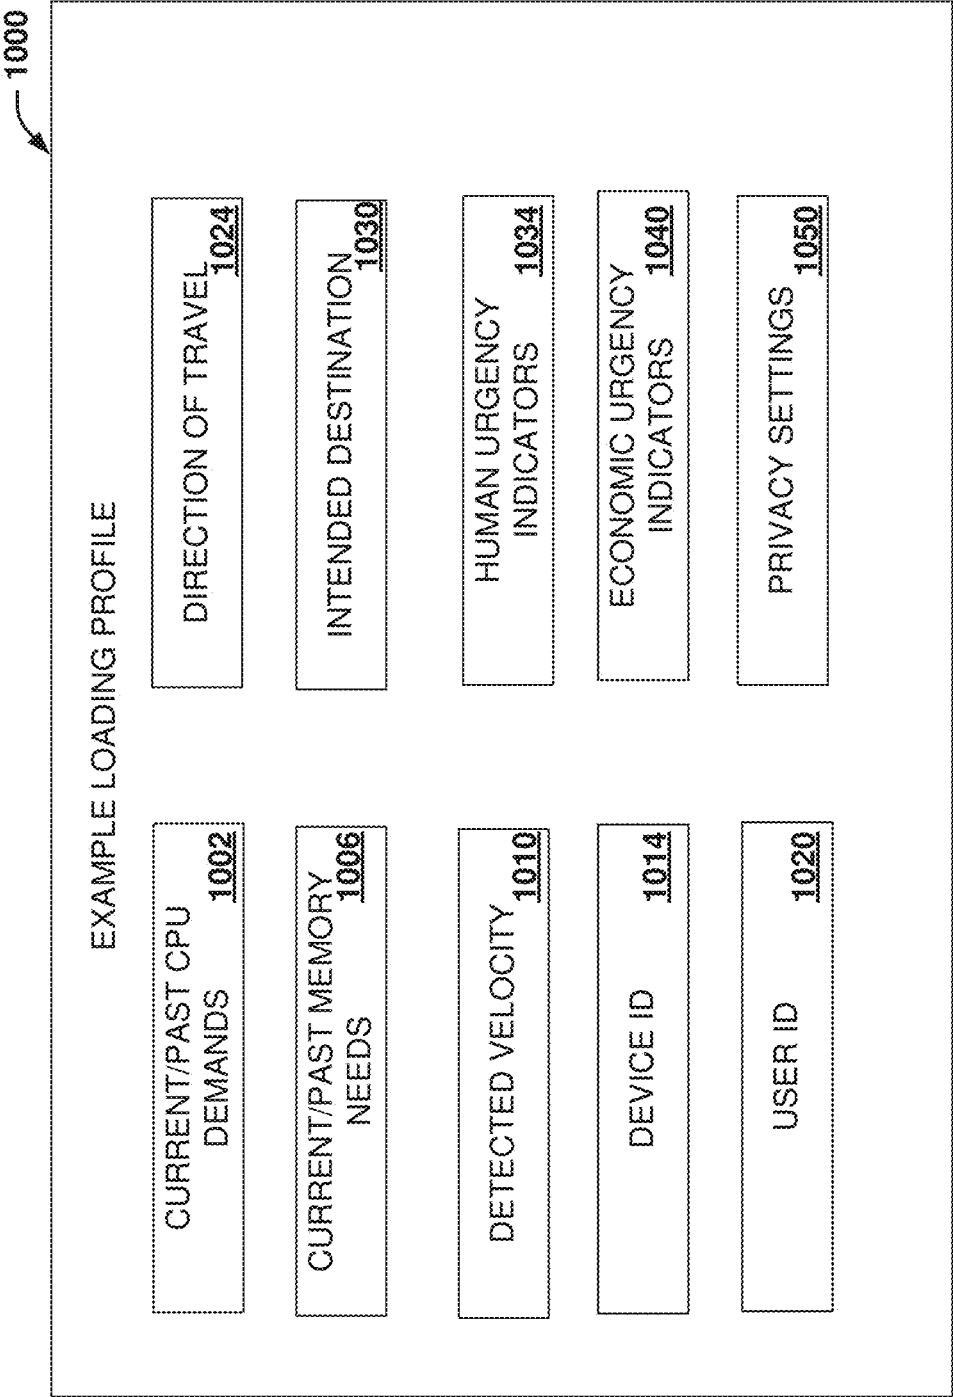 1000
EXAMPLE LOADING PROFILE
CURRENT/PAST CPU
DEMANDS
1002
CURRENT/PAST MEMORY
NEEDS
1006
DETECTED VELOCITY
1010
DEVICE ID
1014
USER ID
1020
DIRECTION OF TRAVEL
1024
INTENDED DESTINATION
1030
HUMAN URGENCY
INDICATORS
1034
ECONOMIC URGENCY
INDICATORS
1040
PRIVACY SETTINGS
1050